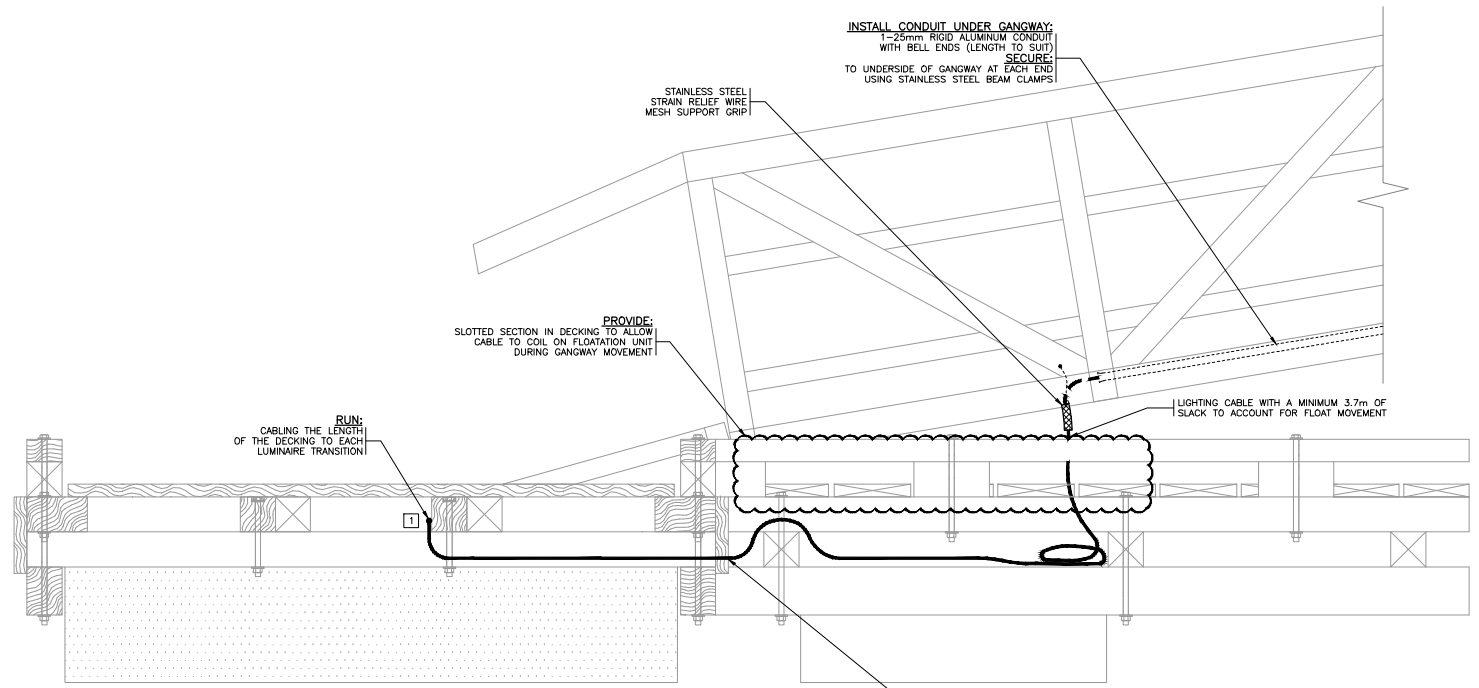 INSTALL CONDUIT UNDER GANGWAY:
1-25mm RIGID ALUMINUM CONDUIT
WITH BELL ENDS (LENGTH TO SUIT)
SECURE:
TO UNDERSIDE OF GANGWAY AT EACH END
USING STAINLESS STEEL BEAM CLAMPS
STAINLESS STEEL
STRAIN RELIEF WIRE
MESH SUPPORT GRIP
PROVIDE:
SLOTTED SECTION IN DECKING TO ALLOW
CABLE TO COIL ON FLOATATION UNIT
DURING GANGWAY MOVEMENT
LIGHTING CABLE WITH A MINIMUM 3.7m OF
SLACK TO ACCOUNT FOR FLOAT MOVEMENT
RUN:
CABLING THE LENGTH
OF THE DECKING TO EACH
LUMINAIRE TRANSITION
1